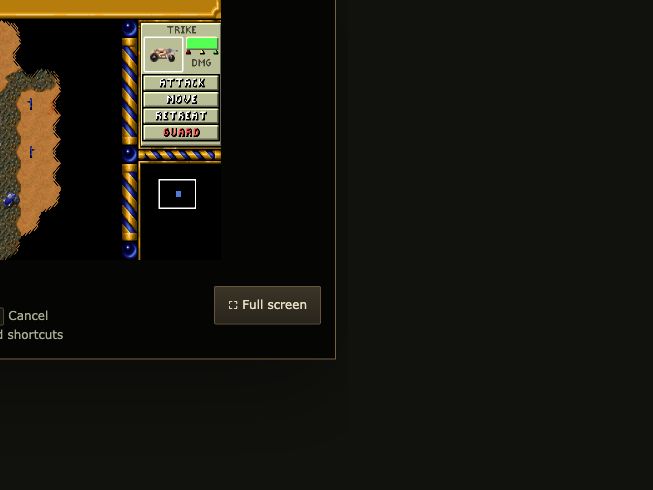 TRIKE
DMG
ATTACK
MOVE
RETREAT
GUARD
Full screen
Cancel
d shortcuts